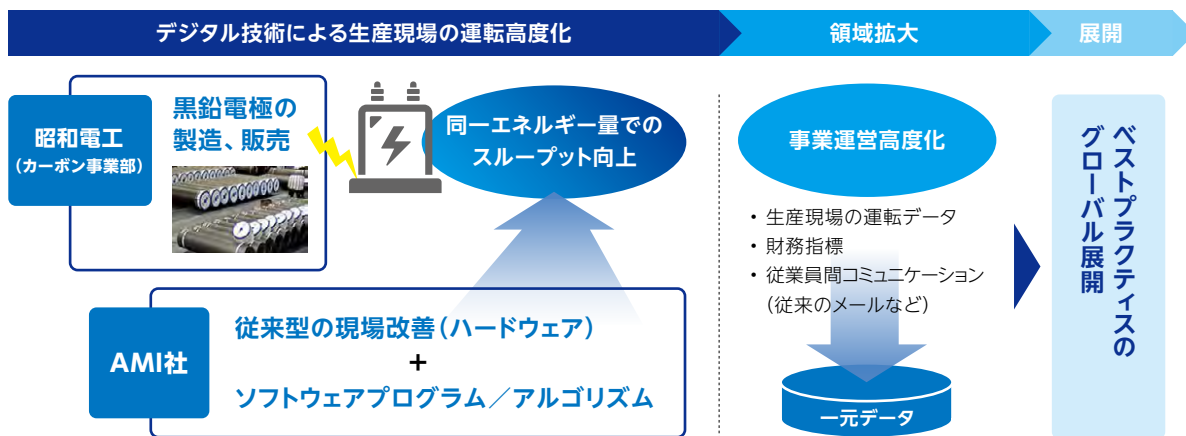 デジタル技術による生産現場の運転高度化
領域拡大
展開
昭和電工
（カーボン事業部）
黒鉛電極の
製造、販売
同一エネルギー量での
スループット向上
AMI社
従来型の現場改善（ハードウェア）
+
ソフトウェアプログラム／アルゴリズム
事業運営高度化
・生産現場の運転データ
・財務指標
・従業員間コミュニケーション
（従来のメールなど）
一元データ
ベストプラクティスの
グローバル展開